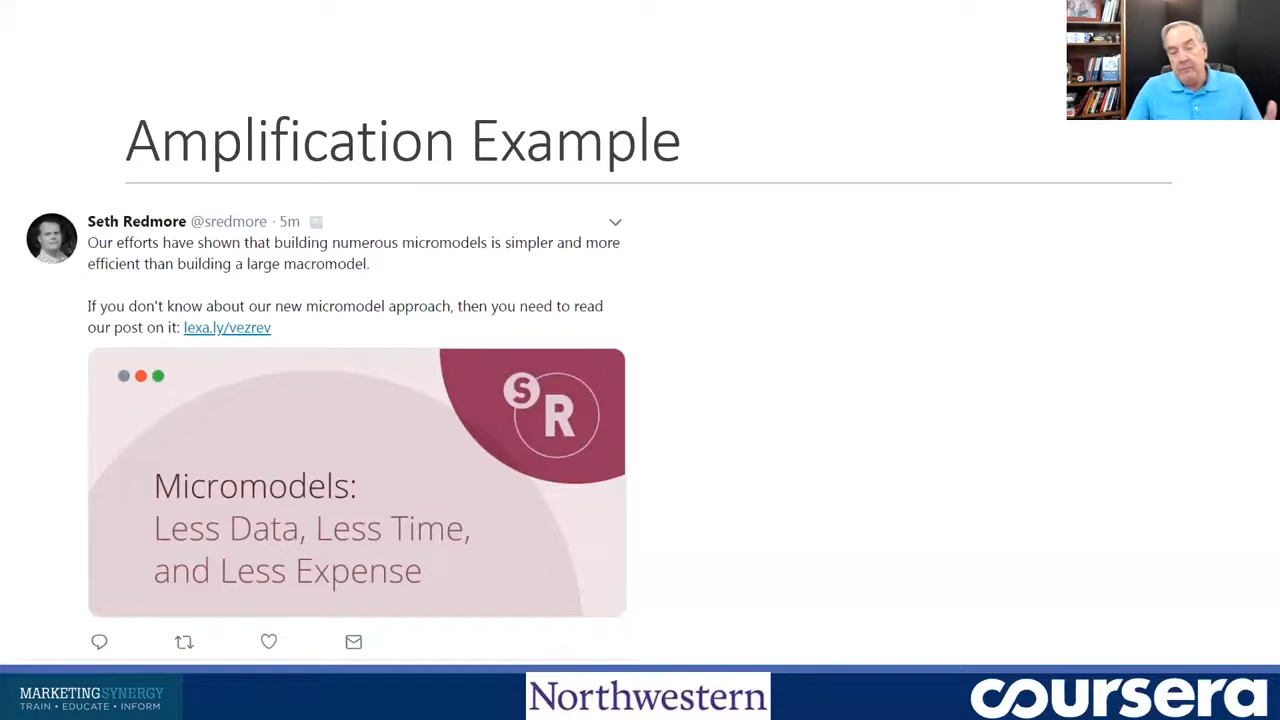 Amplification Example
Seth Redmore @sredmore · 5m
Our efforts have shown that building numerous micromodels is simpler and more
efficient than building a large macromodel.
If you don't know about our new micromodel approach, then you need to read
our post on it: lexa.ly/vezrev
S
R
Micromodels:
Less Data, Less Time,
and Less Expense
MARKETINGSYNERGY
TRAIN • EDUCATE • INFORM
Northwestern
coursera